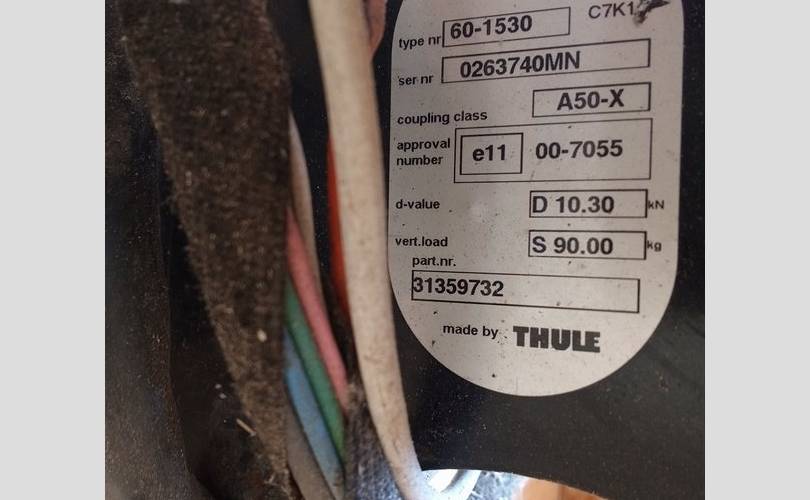 C7K1
type nr 60-1530
ser nr 0263740MN
coupling class A50-X
approval number e11 00-7055
d-value D 10.30 kN
vert.load S 90.00 kg
part.nr.
31359732
made by THULE